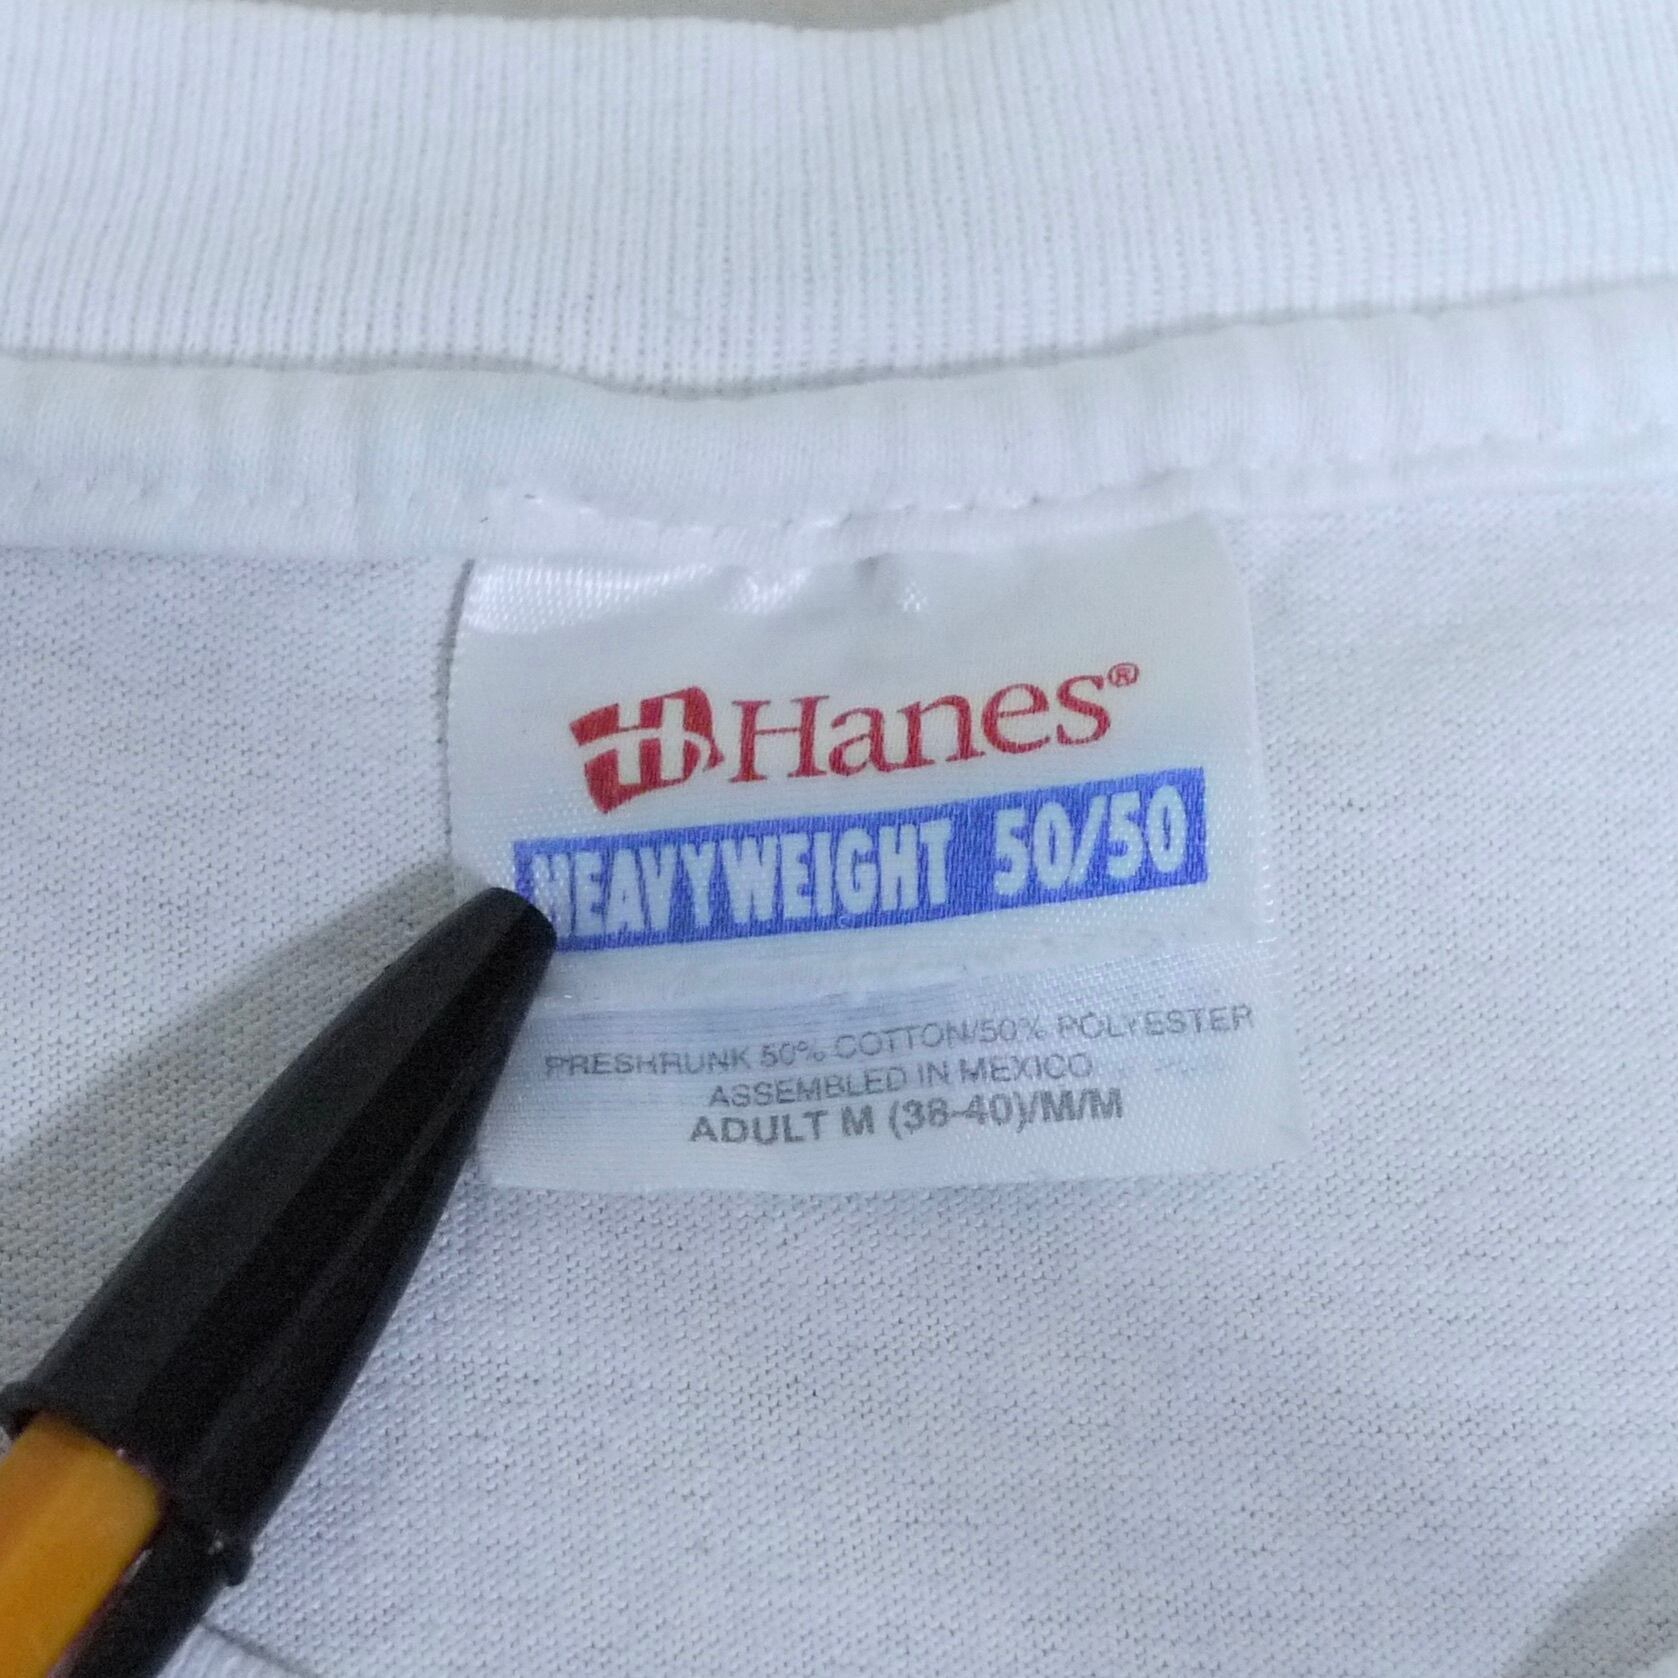 Hanes®
HEAVYWEIGHT 50/50
PRESHRUNK 50% COTTON/50% POLYESTER
ASSEMBLED IN MEXICO
ADULT M (38-40)/M/M